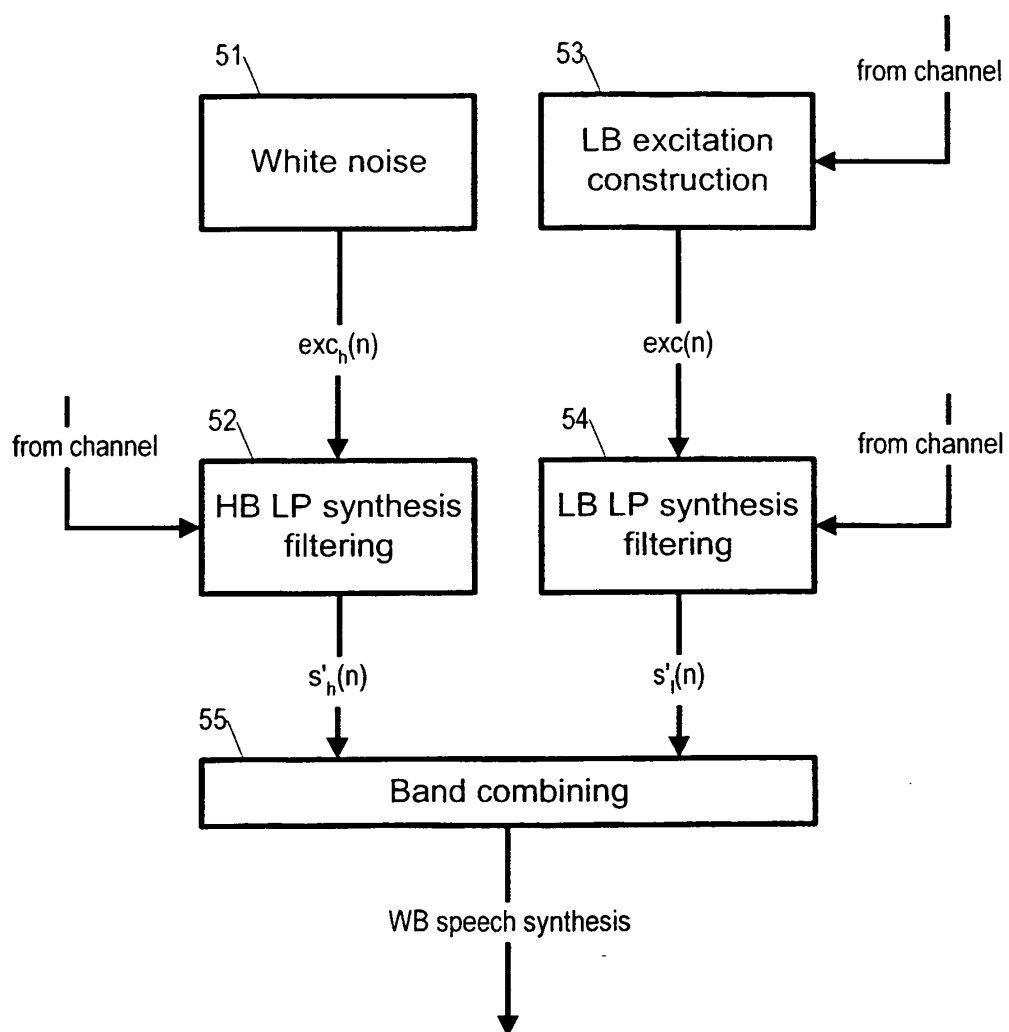 51
53
from channel
White noise
LB excitation
construction
exc_h(n)
exc(n)
52
54
from channel
from channel
HB LP synthesis
filtering
LB LP synthesis
filtering
s'_h(n)
s'_l(n)
55
Band combining
WB speech synthesis